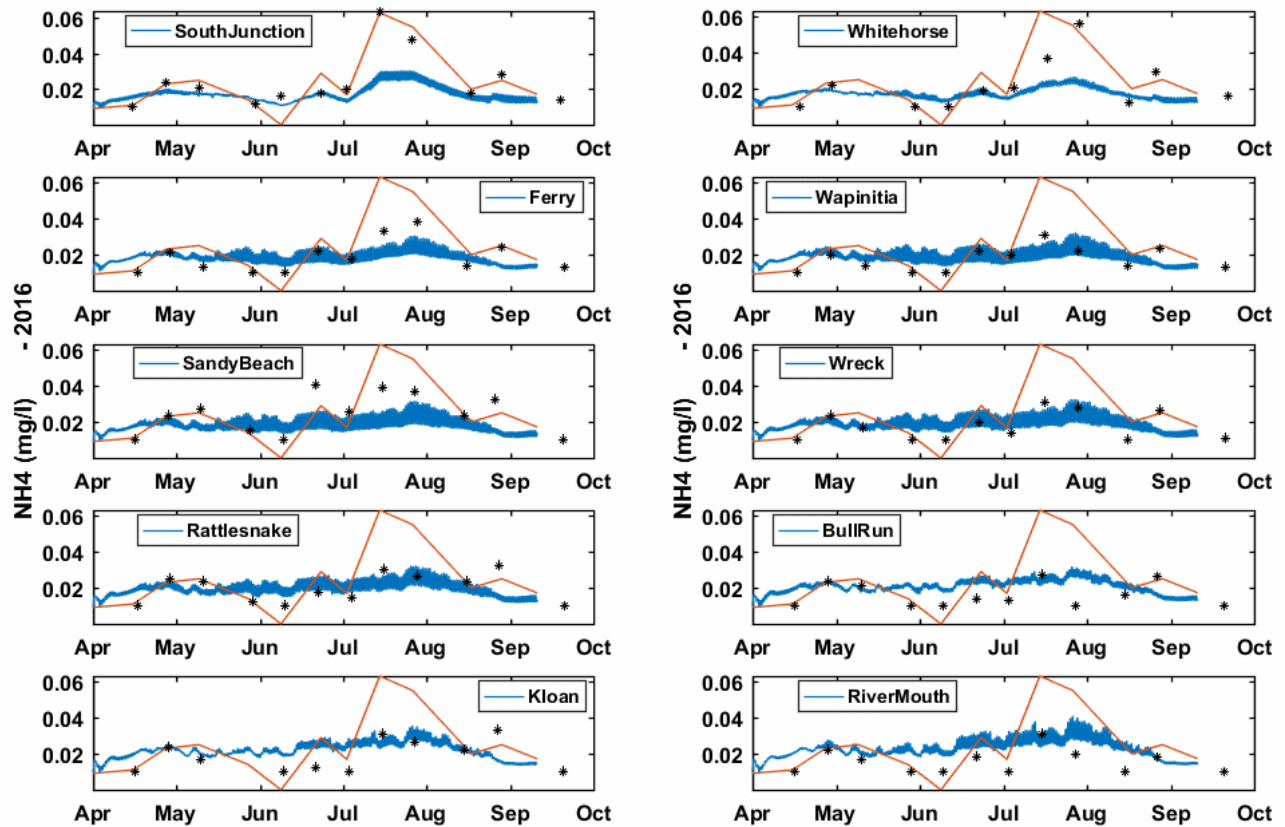 0.06
0.04
0.02
SouthJunction
Apr May Jun Jul Aug Sep Oct
0.06
0.04
0.02
Whitehorse
Apr May Jun Jul Aug Sep Oct
0.06
0.04
0.02
Ferry
Apr May Jun Jul Aug Sep Oct
0.06
0.04
0.02
Wapinitia
Apr May Jun Jul Aug Sep Oct
NH4 (mg/l) - 2016
NH4 (mg/l) - 2016
0.06
0.04
0.02
SandyBeach
Apr May Jun Jul Aug Sep Oct
0.06
0.04
0.02
Wreck
Apr May Jun Jul Aug Sep Oct
0.06
0.04
0.02
Rattlesnake
Apr May Jun Jul Aug Sep Oct
0.06
0.04
0.02
BullRun
Apr May Jun Jul Aug Sep Oct
0.06
0.04
0.02
Kloan
Apr May Jun Jul Aug Sep Oct
0.06
0.04
0.02
RiverMouth
Apr May Jun Jul Aug Sep Oct